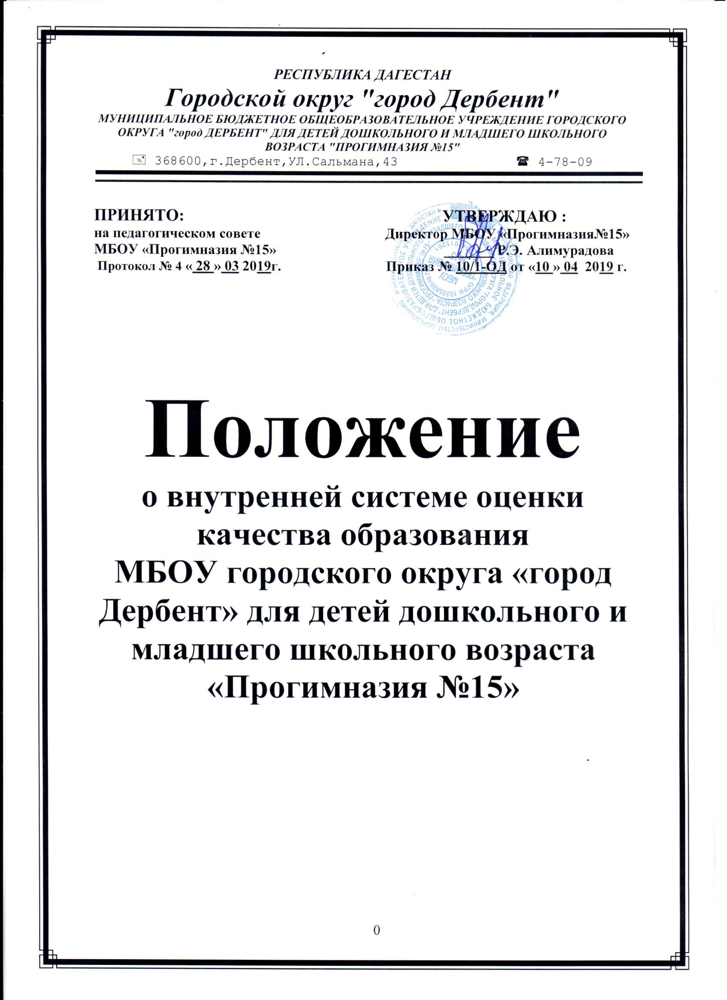 РЕСПУБЛИКА ДАГЕСТАН
Городской округ "город Дербент"
МУНИЦИПАЛЬНОЕ БЮДЖЕТНОЕ ОБЩЕОБРАЗОВАТЕЛЬНОЕ УЧРЕЖДЕНИЕ ГОРОДСКОГО
ОКРУГА "город ДЕРБЕНТ" ДЛЯ ДЕТЕЙ ДОШКОЛЬНОГО И МЛАДШЕГО ШКОЛЬНОГО
ВОЗРАСТА "ПРОГИМНАЗИЯ №15"
368600,г.Дербент,УЛ.Сальмана,43 4-78-09
ПРИНЯТО:
на педагогическом совете
МБОУ «Прогимназия №15»
Протокол № 4 « 28 » 03 2019г.
УТВЕРЖДАЮ :
Директор МБОУ «Прогимназия№15»
Р.Э. Алимурадова
Приказ № 10/1-ОД от «10 » 04 2019 г.
Положение
о внутренней системе оценки
качества образования
МБОУ городского округа «город
Дербент» для детей дошкольного и
младшего школьного возраста
«Прогимназия №15»
0